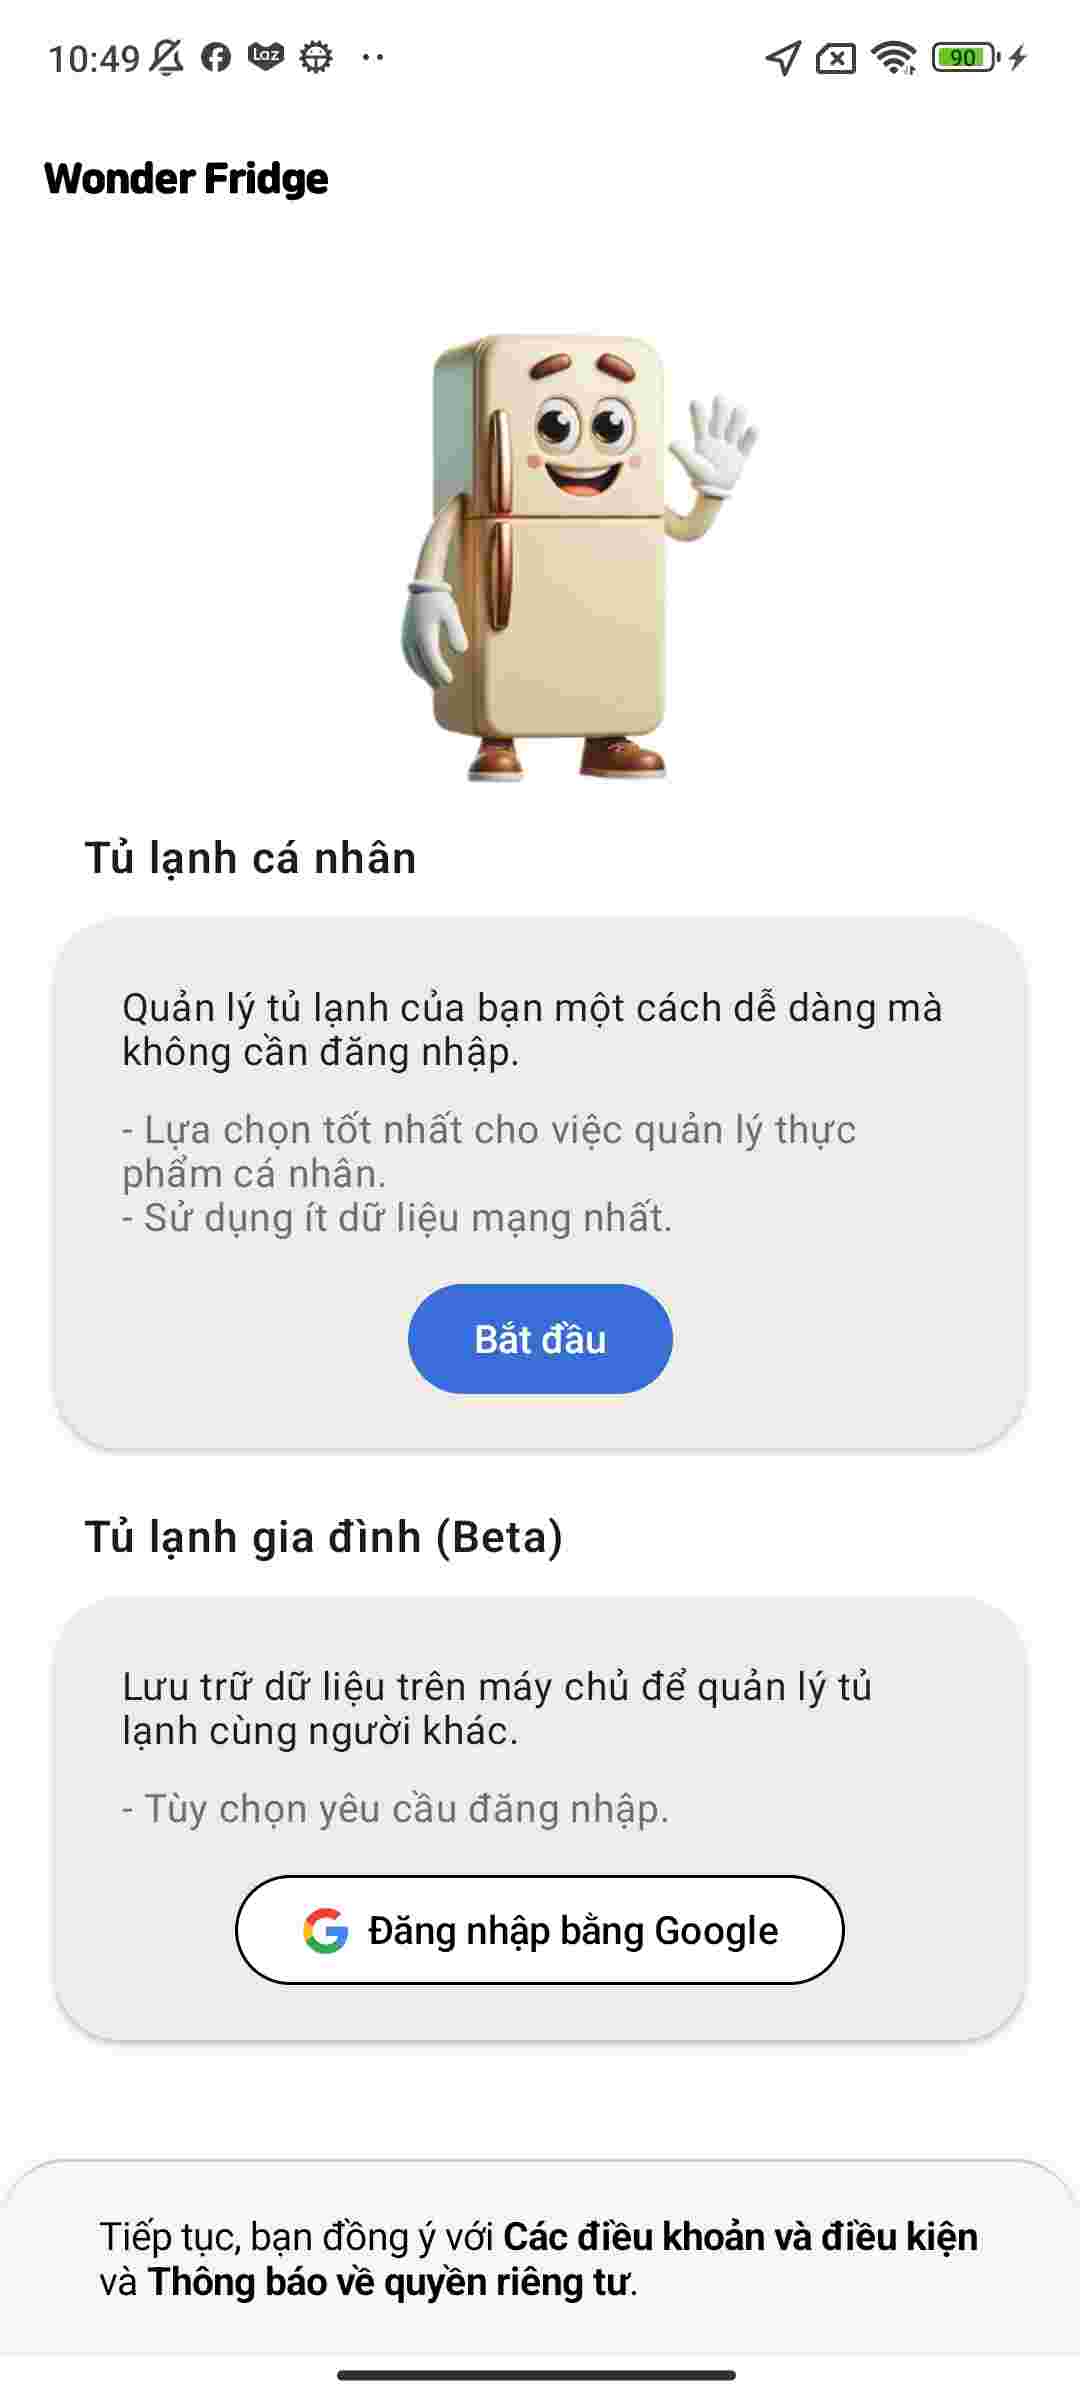 10:49
Laz
90
Wonder Fridge
Tủ lạnh cá nhân
Quản lý tủ lạnh của bạn một cách dễ dàng mà
không cần đăng nhập.
- Lựa chọn tốt nhất cho việc quản lý thực
phẩm cá nhân.
- Sử dụng ít dữ liệu mạng nhất.
Bắt đầu
Tủ lạnh gia đình (Beta)
Lưu trữ dữ liệu trên máy chủ để quản lý tủ
lạnh cùng người khác.
- Tùy chọn yêu cầu đăng nhập.
Đăng nhập bằng Google
Tiếp tục, bạn đồng ý với Các điều khoản và điều kiện
và Thông báo về quyền riêng tư.